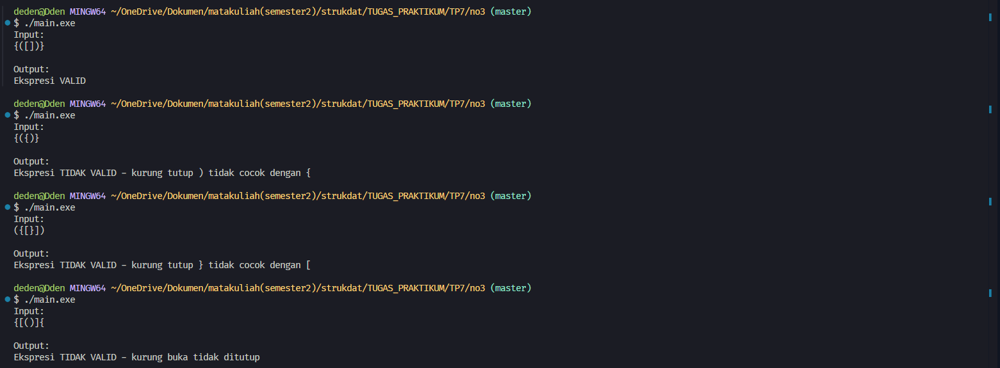 deden@Dden MINGW64 ~/OneDrive/Dokumen/matakuliah(semester2)/strukdat/TUGAS_PRAKTIKUM/TP7/no3 (master)
$ ./main.exe
Input:
{([])}
Output:
Ekspresi VALID
deden@Dden MINGW64 ~/OneDrive/Dokumen/matakuliah(semester2)/strukdat/TUGAS_PRAKTIKUM/TP7/no3 (master)
$ ./main.exe
Input:
{({)}
Output:
Ekspresi TIDAK VALID – kurung tutup ) tidak cocok dengan {
deden@Dden MINGW64 ~/OneDrive/Dokumen/matakuliah(semester2)/strukdat/TUGAS_PRAKTIKUM/TP7/no3 (master)
$ ./main.exe
Input:
({[}])
Output:
Ekspresi TIDAK VALID – kurung tutup } tidak cocok dengan [
deden@Dden MINGW64 ~/OneDrive/Dokumen/matakuliah(semester2)/strukdat/TUGAS_PRAKTIKUM/TP7/no3 (master)
$ ./main.exe
Input:
{[()]{
Output:
Ekspresi TIDAK VALID – kurung buka tidak ditutup